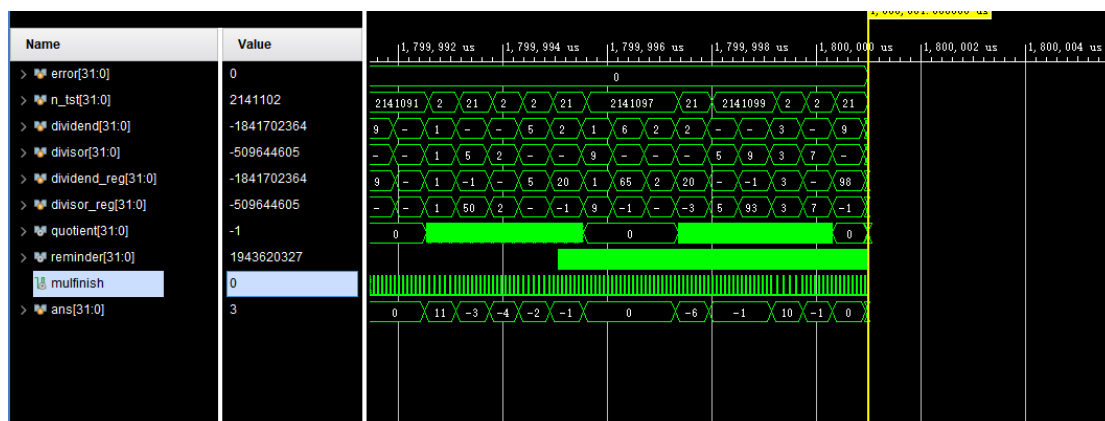 Name Value
1,799,992 us 1,799,994 us 1,799,996 us 1,799,998 us 1,800,000 us 1,800,002 us 1,800,004 us
error[31:0] 0 0
n_tst[31:0] 2141102 2141091 2 21 2 2 21 2141097 21 2141099 2 2 21
dividend[31:0] -1841702364 9 - 1 - - 5 2 1 6 2 2 - - 3 - 9
divisor[31:0] -509644605 - - 1 5 2 - - 9 - - - 5 9 3 7 -
dividend_reg[31:0] -1841702364 9 - 1 -1 - 5 20 1 65 2 20 - -1 3 - 98
divisor_reg[31:0] -509644605 - - 1 50 2 - -1 9 -1 - -3 5 93 3 7 -1
quotient[31:0] -1 0 0 0
reminder[31:0] 1943620327
mulfinish 0
ans[31:0] 3 0 11 -3 -4 -2 -1 0 -6 -1 10 -1 0